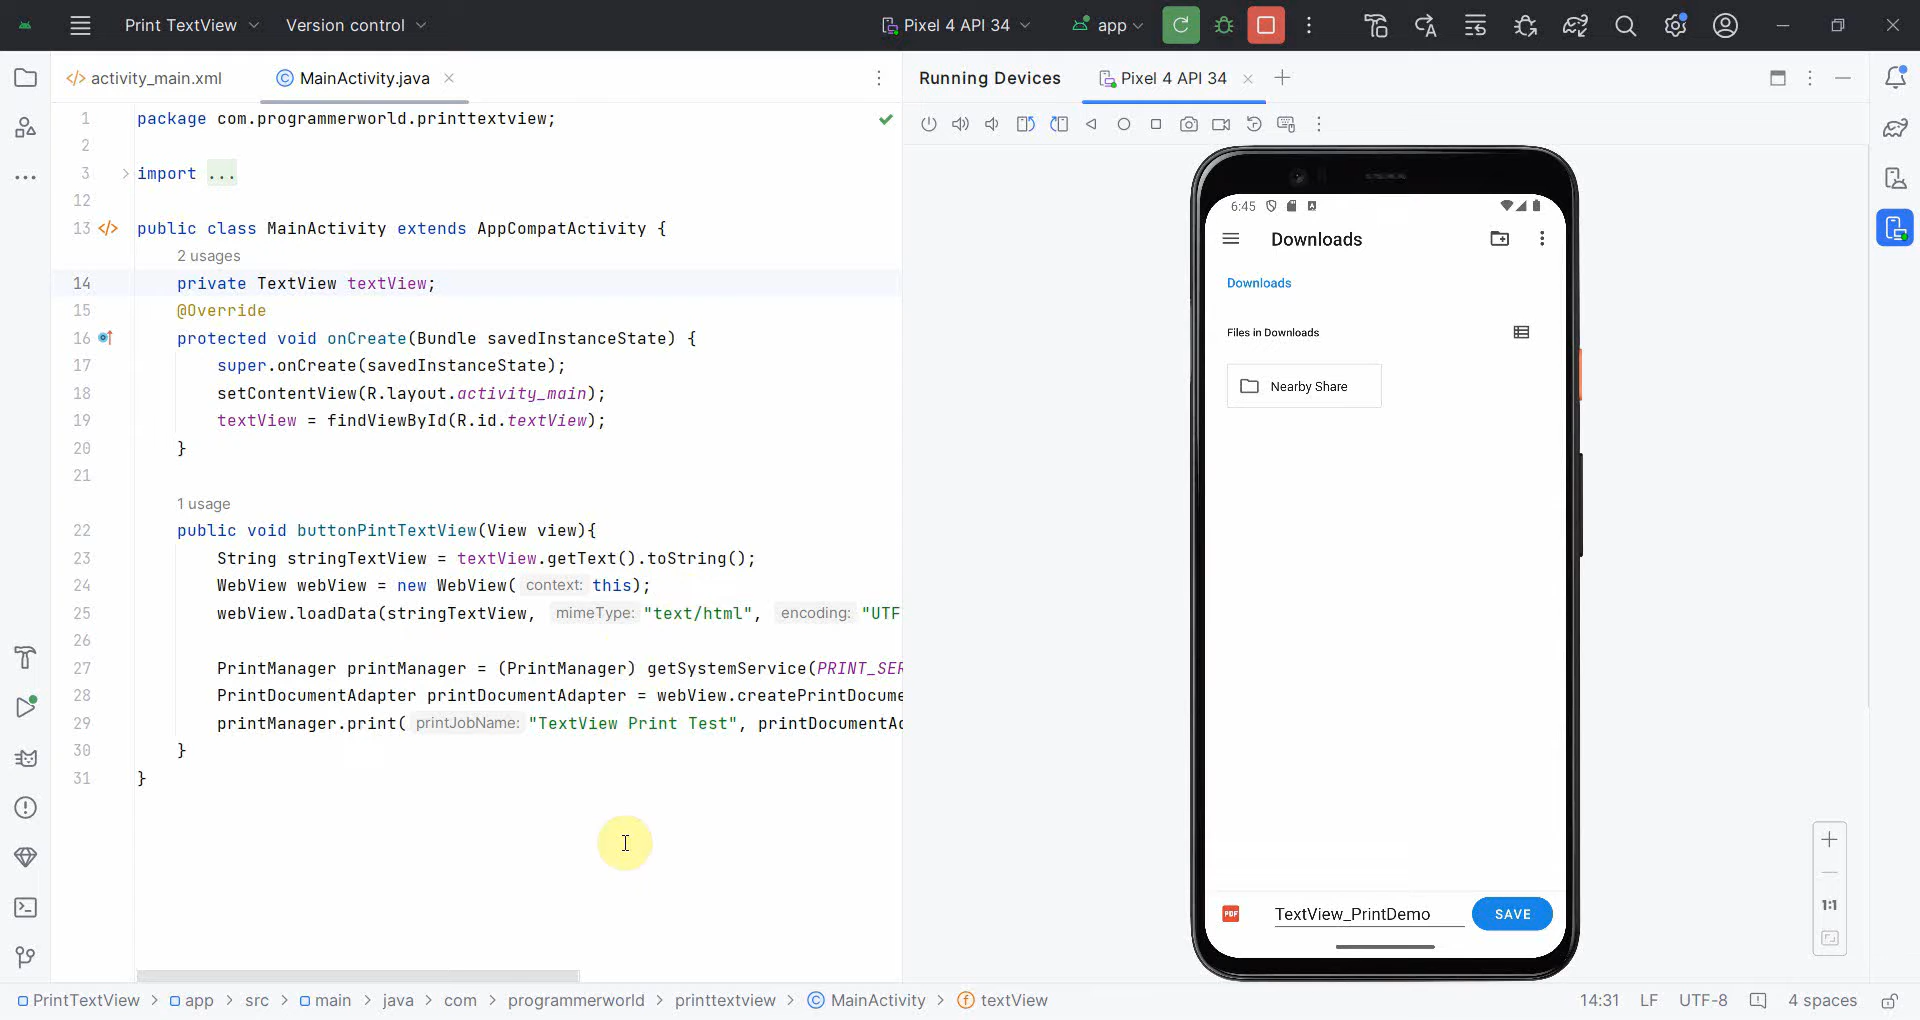 Print TextView
Version control
Pixel 4 API 34
app
activity_main.xml
MainActivity.java
Running Devices
Pixel 4 API 34
1 package com.programmerworld.printtextview;
2
3 import ...
12
13 public class MainActivity extends AppCompatActivity {
2 usages
14 private TextView textView;
15 @Override
16 protected void onCreate(Bundle savedInstanceState) {
17 super.onCreate(savedInstanceState);
18 setContentView(R.layout.activity_main);
19 textView = findViewById(R.id.textView);
20 }
21
1 usage
22 public void buttonPintTextView(View view){
23 String stringTextView = textView.getText().toString();
24 WebView webView = new WebView( context: this);
25 webView.loadData(stringTextView, mimeType: "text/html", encoding: "UTF
26
27 PrintManager printManager = (PrintManager) getSystemService(PRINT_SER
28 PrintDocumentAdapter printDocumentAdapter = webView.createPrintDocume
29 printManager.print( printJobName: "TextView Print Test", printDocumentAd
30 }
31 }
6:45
Downloads
Downloads
Files in Downloads
Nearby Share
PDF
TextView_PrintDemo
SAVE
1:1
PrintTextView > app > src > main > java > com > programmerworld > printtextview > MainActivity > textView
14:31 LF UTF-8 4 spaces